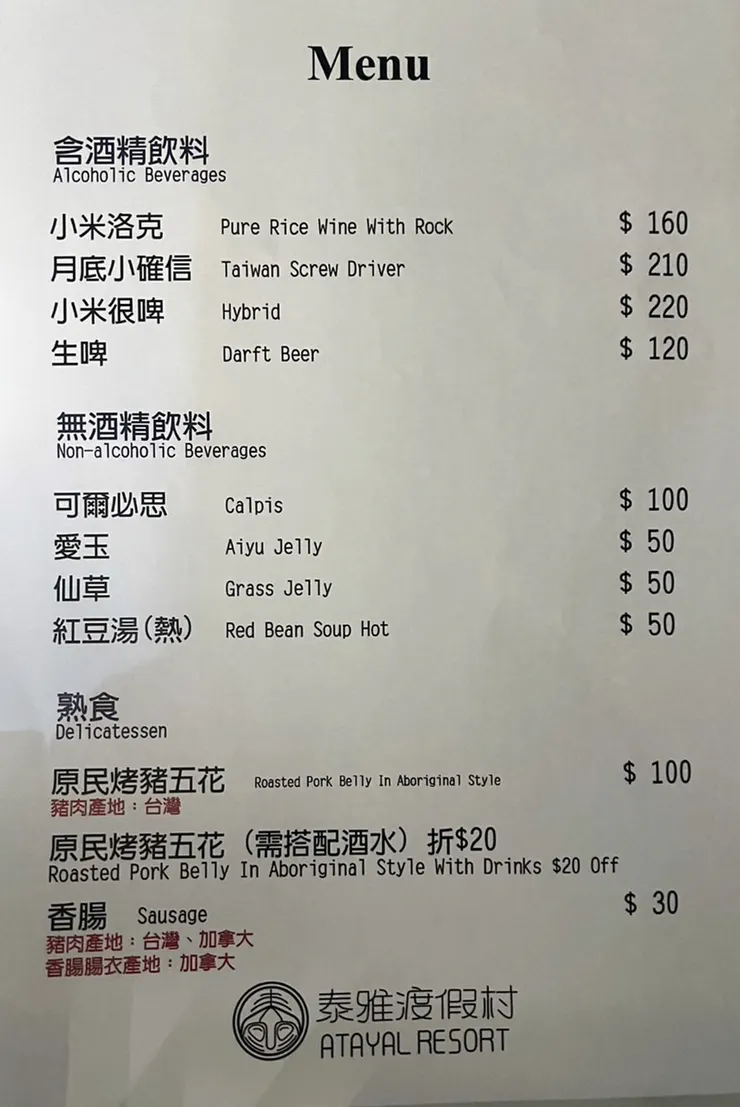 Menu
含酒精飲料
Alcoholic Beverages
小米洛克 Pure Rice Wine With Rock $ 160
月底小確信 Taiwan Screw Driver $ 210
小米很啤 Hybrid $ 220
生啤 Darft Beer $ 120
無酒精飲料
Non-alcoholic Beverages
可爾必思 Calpis $ 100
愛玉 Aiyu Jelly $ 50
仙草 Grass Jelly $ 50
紅豆湯(熱) Red Bean Soup Hot $ 50
熟食
Delicatessen
原民烤豬五花 Roasted Pork Belly In Aboriginal Style $ 100
豬肉產地：台灣
原民烤豬五花（需搭配酒水）折$20
Roasted Pork Belly In Aboriginal Style With Drinks $20 Off
香腸 Sausage $ 30
豬肉產地：台灣、加拿大
香腸腸衣產地：加拿大
泰雅渡假村
ATAYAL RESORT